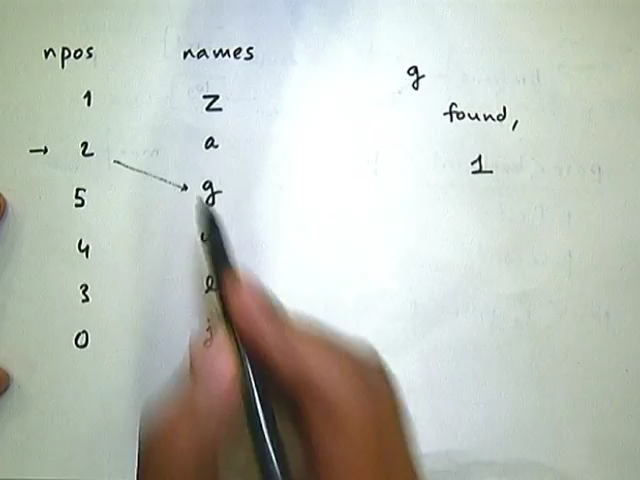 npos names
1 Z
→ 2 a
5 g
4
3 l
0 j
g
found,
1